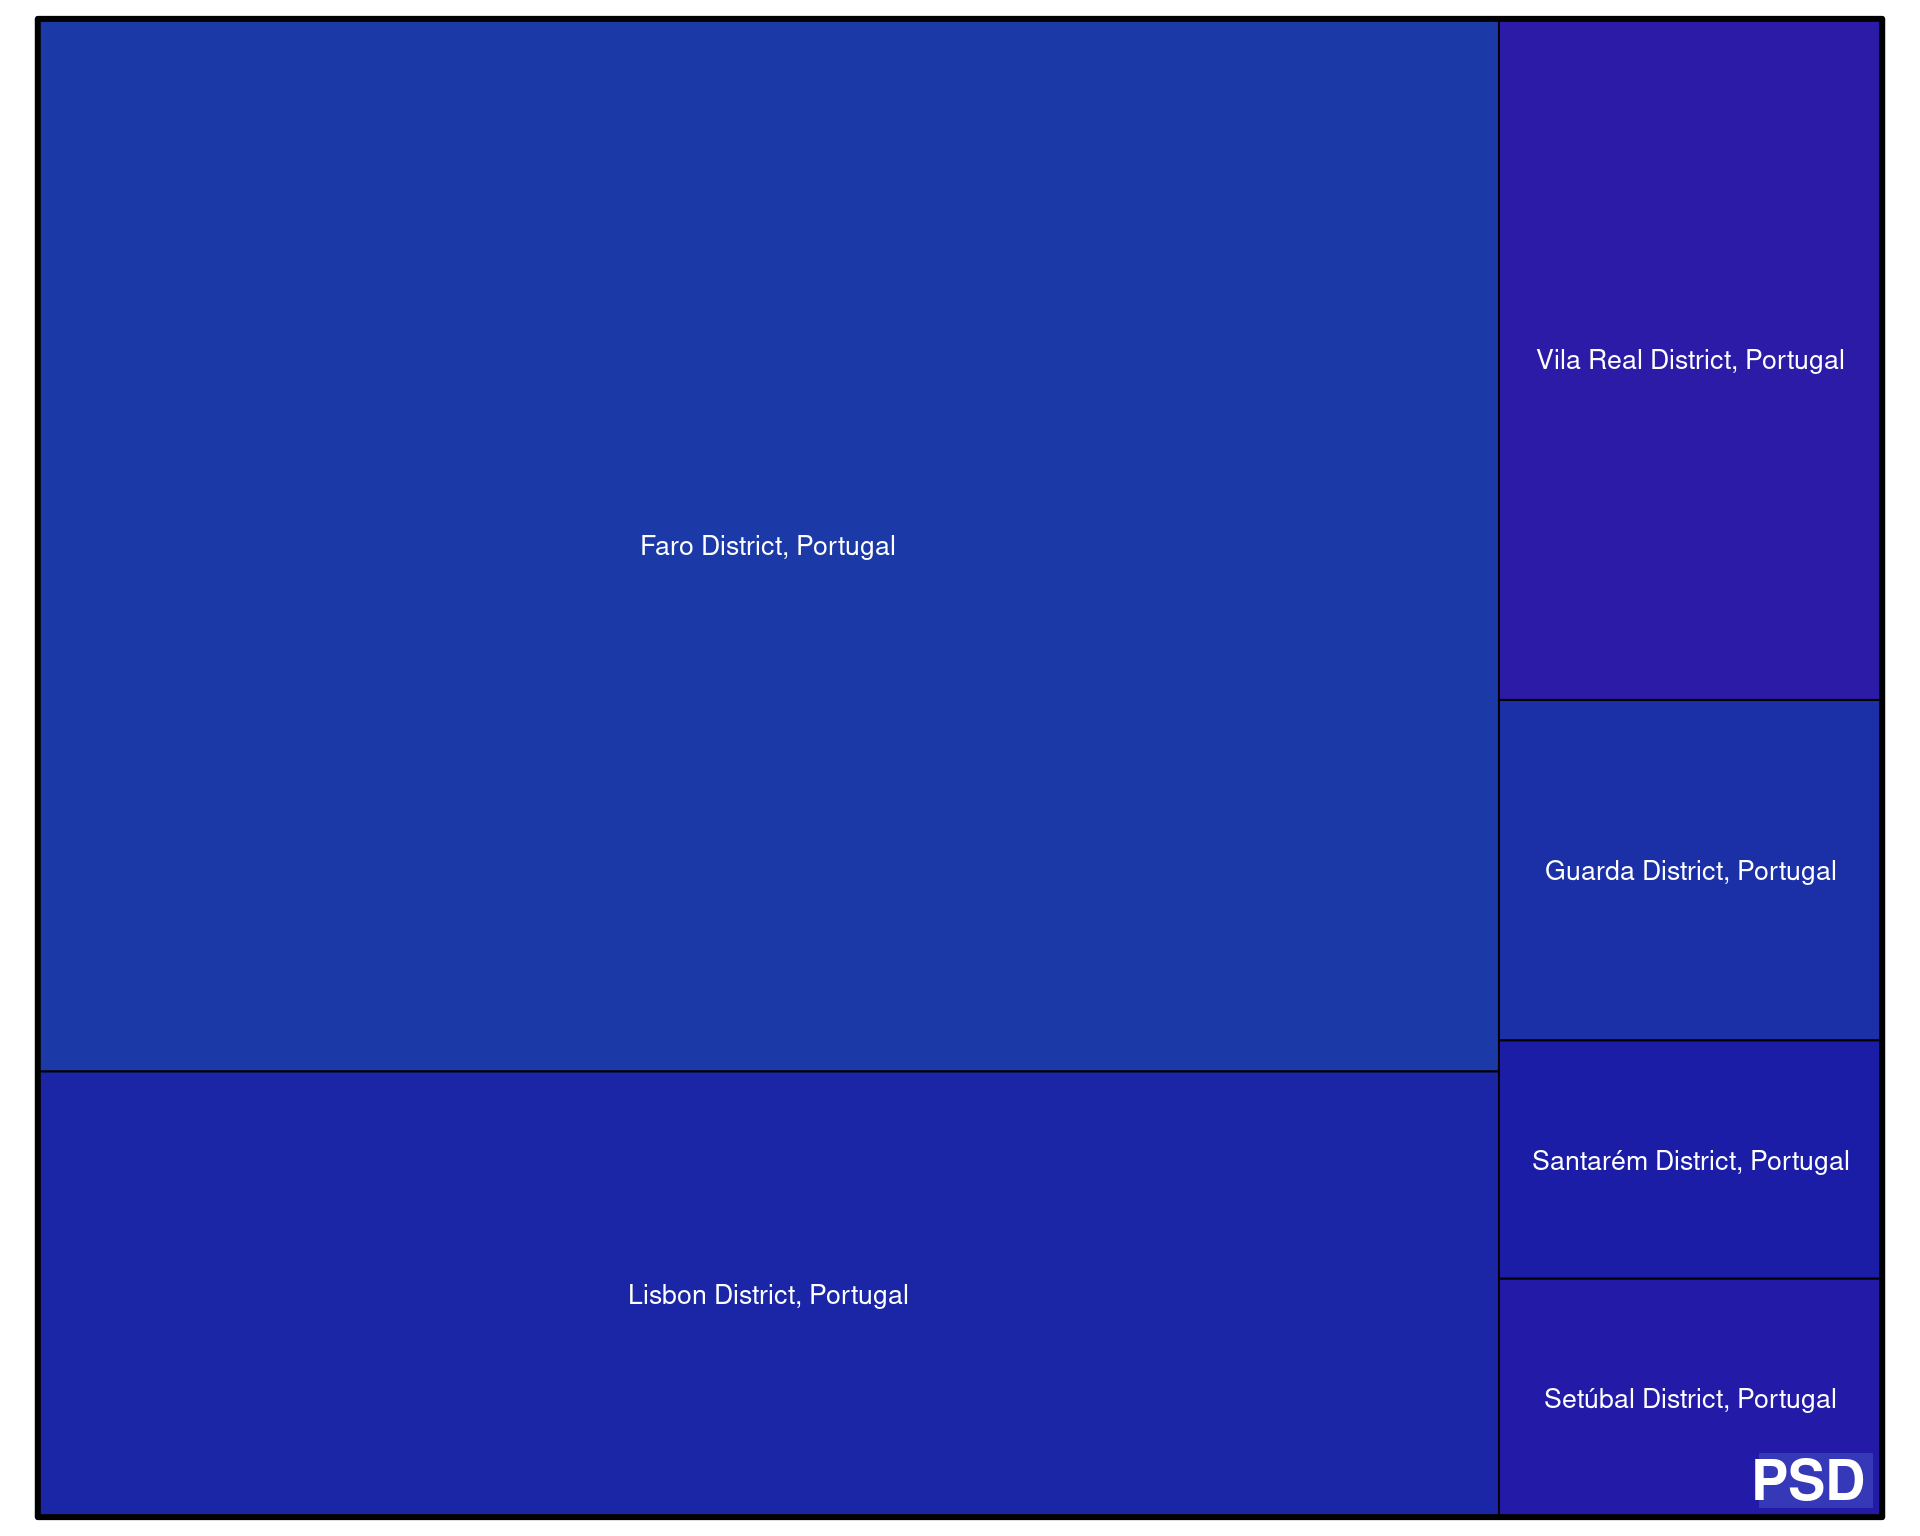 Faro District, Portugal
Lisbon District, Portugal
Vila Real District, Portugal
Guarda District, Portugal
Santarém District, Portugal
Setúbal District, Portugal
PSD